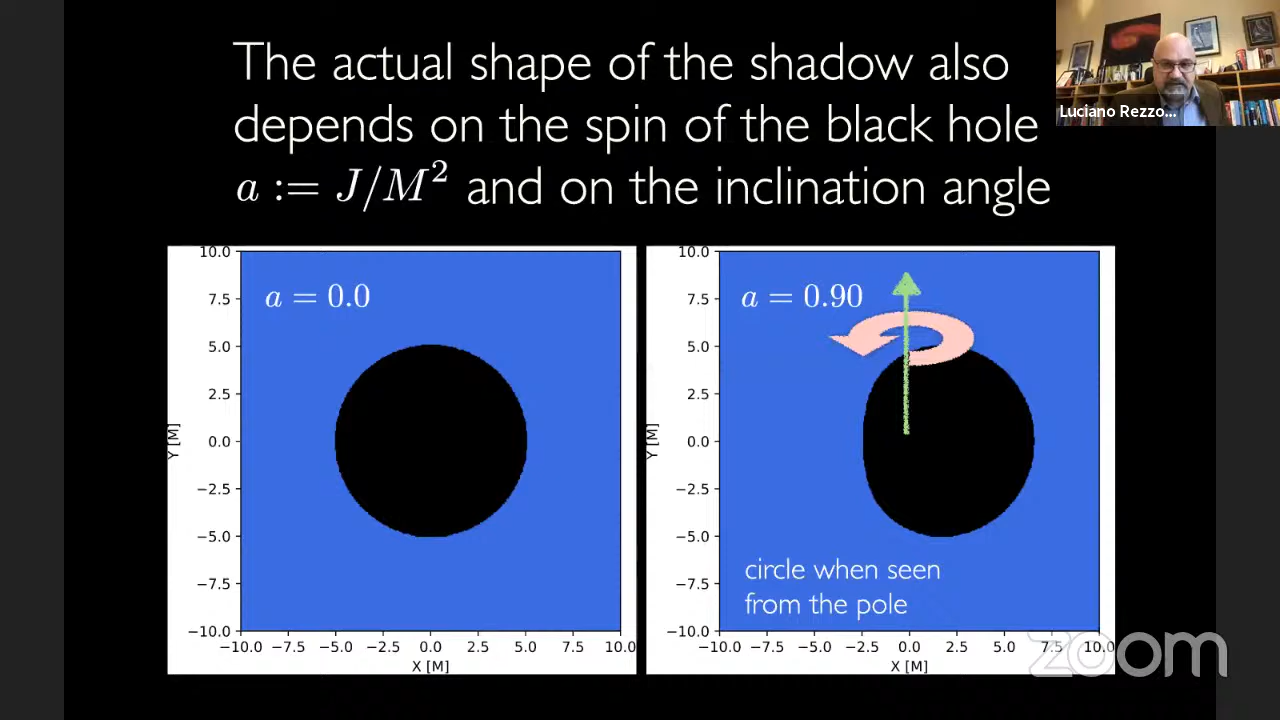 The actual shape of the shadow also
depends on the spin of the black hole
a := J/M² and on the inclination angle
Luciano Rezzo...
a = 0.0
10.0
7.5
5.0
2.5
0.0
−2.5
−5.0
−7.5
−10.0
Y [M]
−10.0 −7.5 −5.0 −2.5 0.0 2.5 5.0 7.5 10.0
X [M]
a = 0.90
10.0
7.5
5.0
2.5
0.0
−2.5
−5.0
−7.5
−10.0
Y [M]
circle when seen
from the pole
−10.0 −7.5 −5.0 −2.5 0.0 2.5 5.0 7.5 10.0
X [M]
zoom